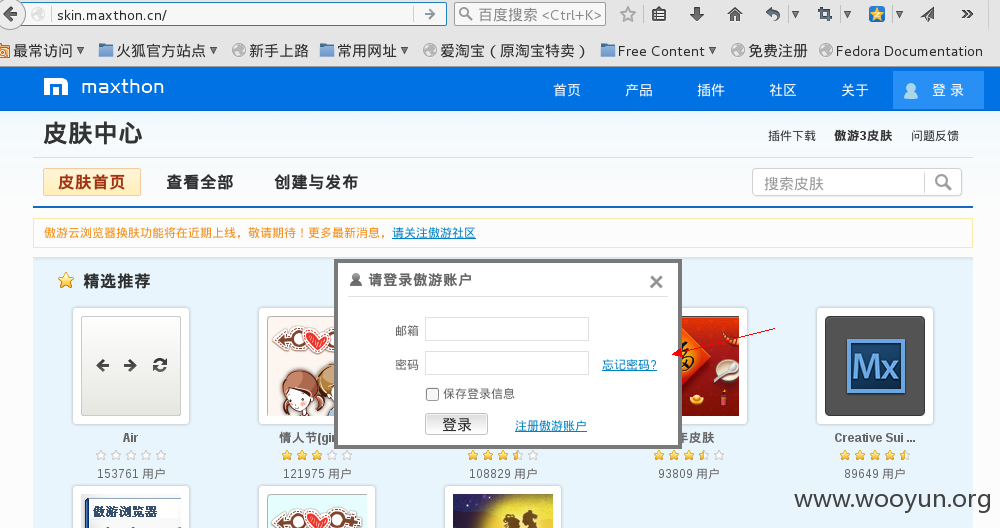 skin.maxthon.cn/
百度搜索 <Ctrl+K>
最常访问
火狐官方站点
新手上路
常用网址
爱淘宝（原淘宝特卖）
Free Content
免费注册
Fedora Documentation
maxthon
首页 产品 插件 社区 关于 登 录
皮肤中心
插件下载 傲游3皮肤 问题反馈
皮肤首页 查看全部 创建与发布
搜索皮肤
傲游云浏览器换肤功能将在近期上线，敬请期待！更多最新消息，请关注傲游社区
精选推荐
请登录傲游账户
邮箱
密码
忘记密码?
保存登录信息
登录
注册傲游账户
福
Mx
Air
情人节(gi
年皮肤
Creative Sui ...
153761 用户
121975 用户
108829 用户
93809 用户
89649 用户
傲游浏览器
www.wooyun.org